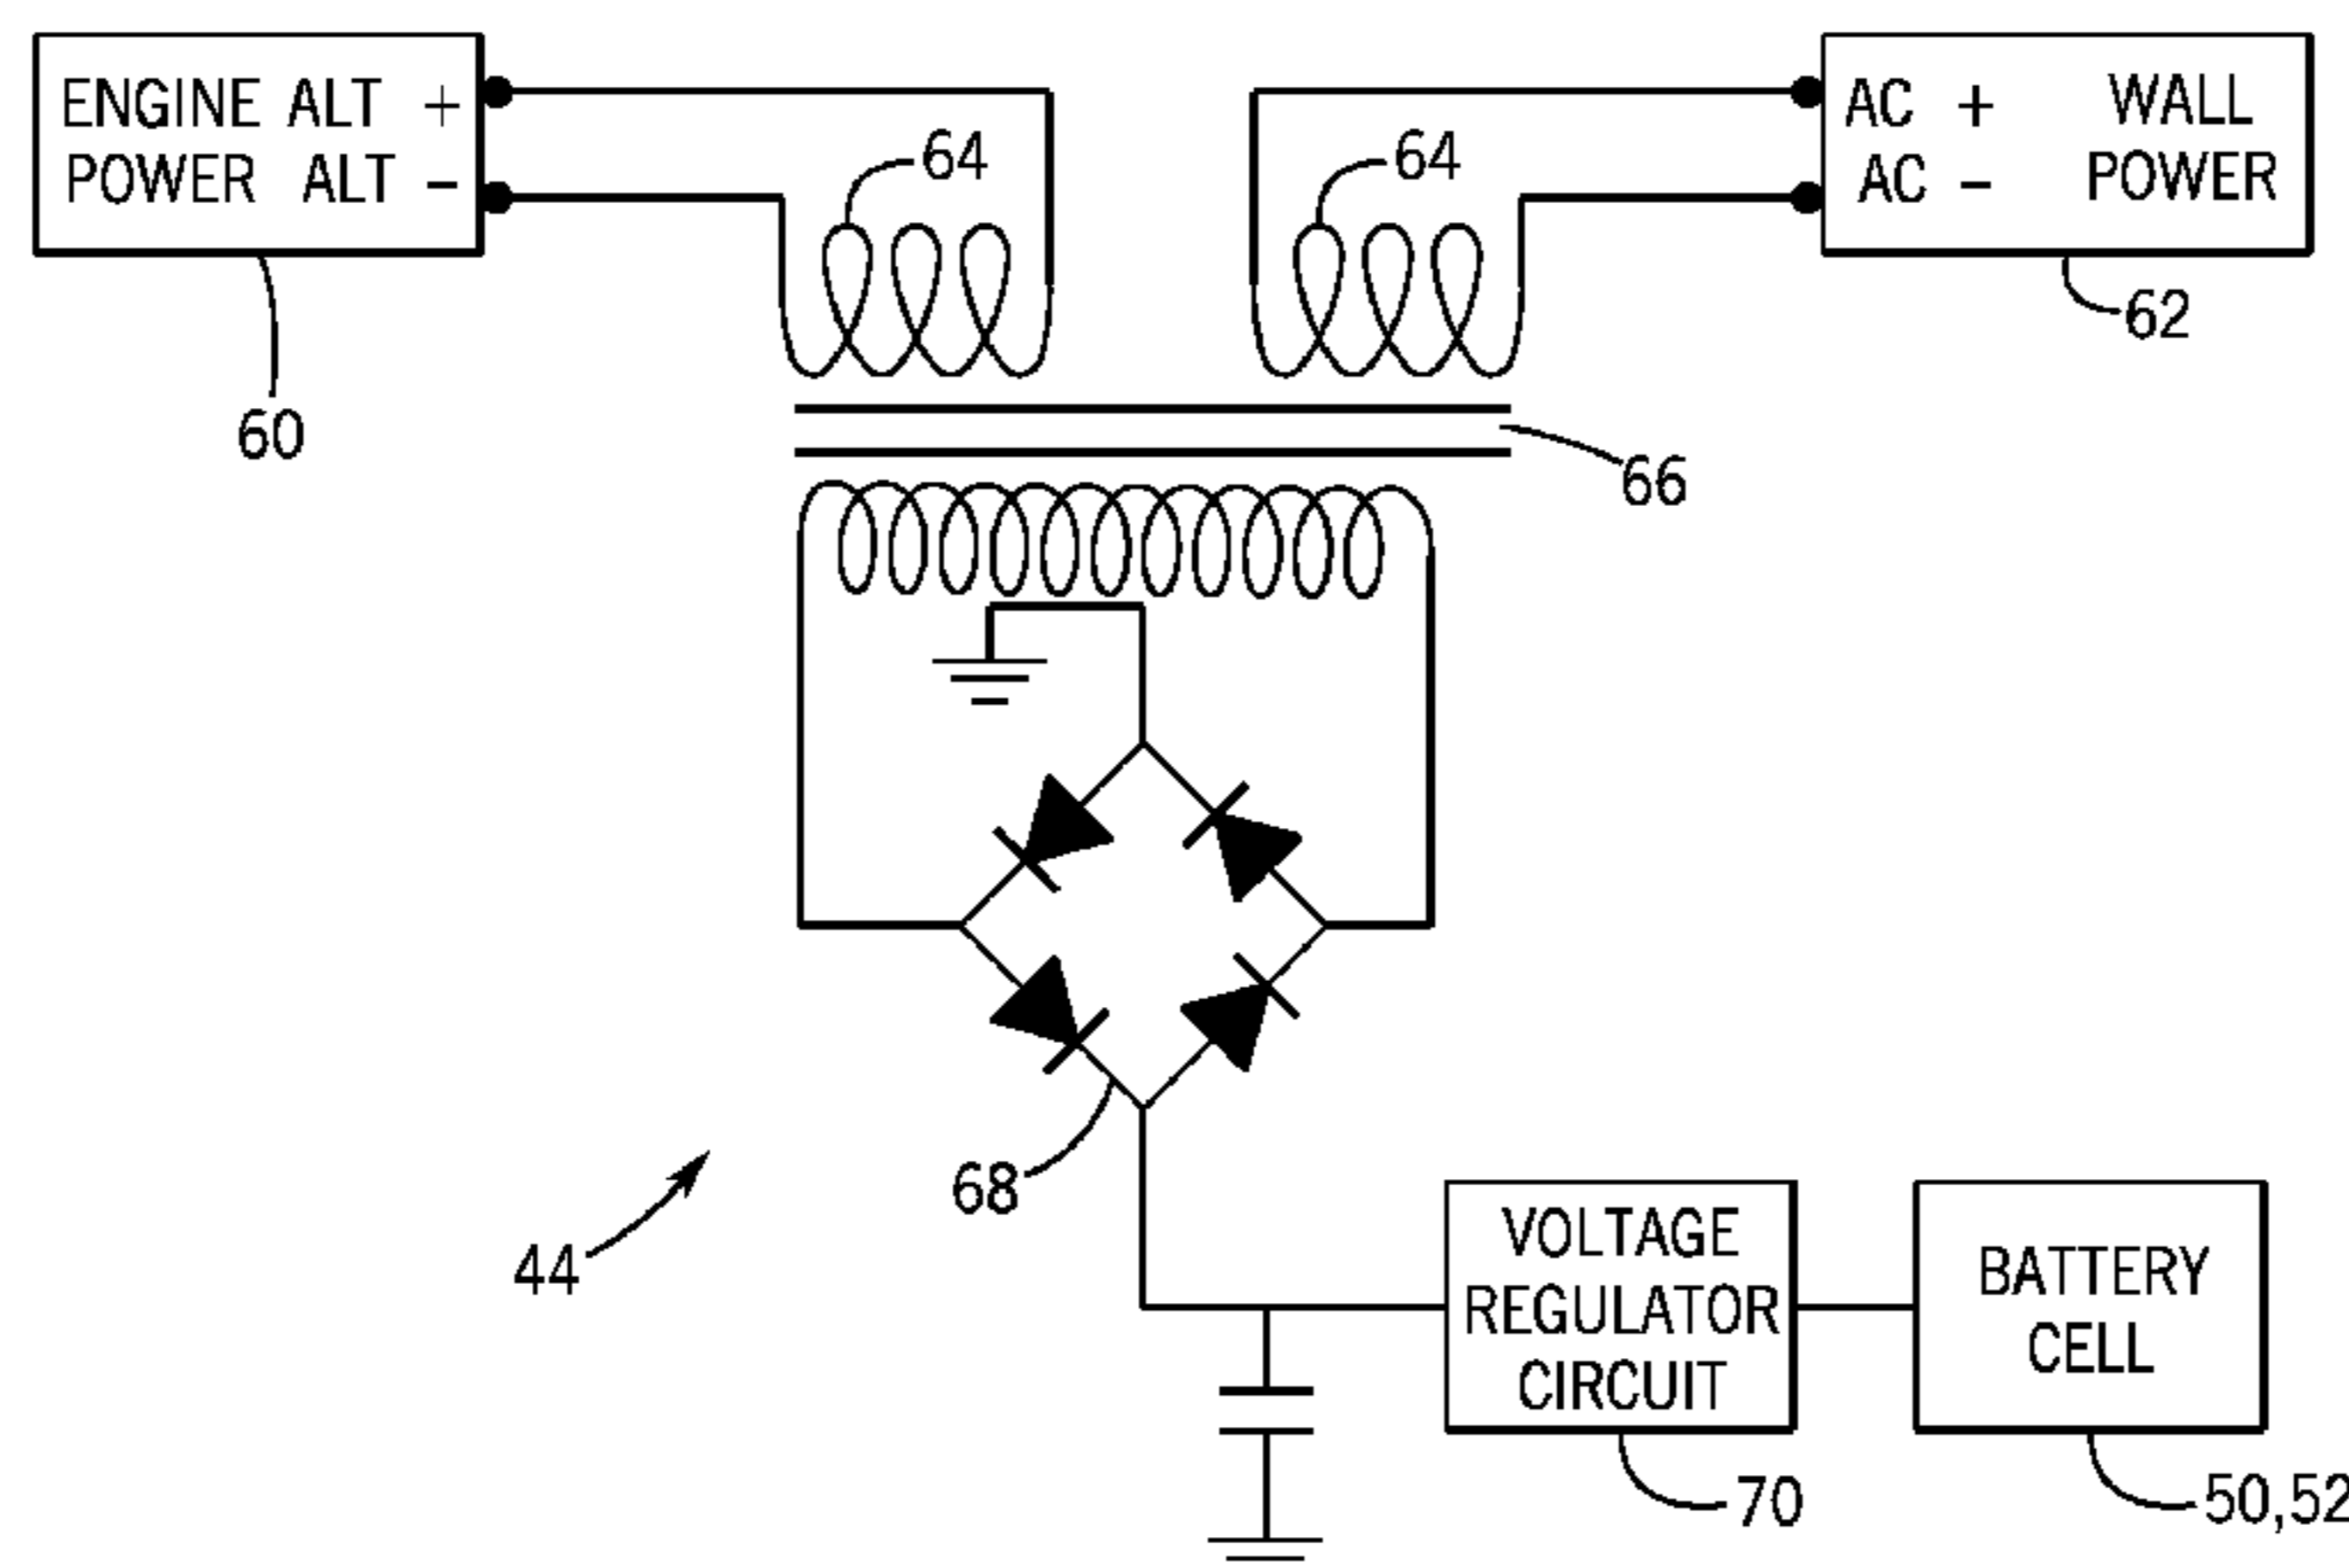 ENGINE ALT +
POWER ALT −
AC + WALL
AC − POWER
64
64
62
60
66
68
44
VOLTAGE
REGULATOR
CIRCUIT
BATTERY
CELL
70
50,52